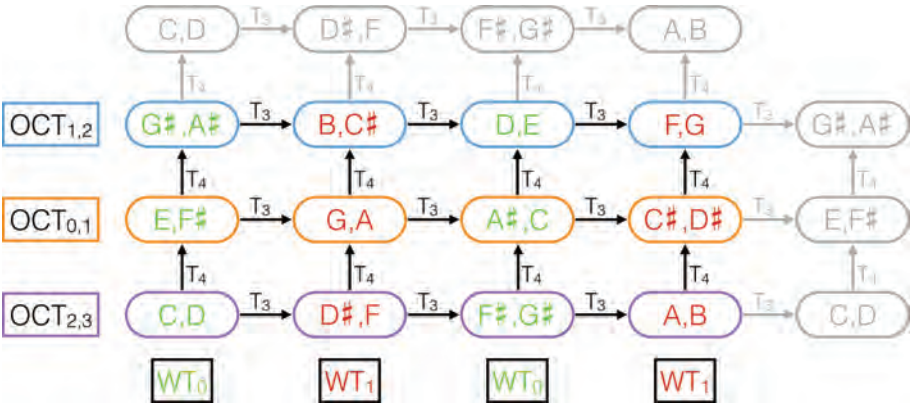 C,D T₃ D♯,F T₃ F♯,G♯ T₃ A,B
T₄ T₄ T₄ T₄
OCT₁,₂ G♯,A♯ T₃ B,C♯ T₃ D,E T₃ F,G T₃ G♯,A♯
T₄ T₄ T₄ T₄ T₄
OCT₀,₁ E,F♯ T₃ G,A T₃ A♯,C T₃ C♯,D♯ T₃ E,F♯
T₄ T₄ T₄ T₄ T₄
OCT₂,₃ C,D T₃ D♯,F T₃ F♯,G♯ T₃ A,B T₃ C,D
WT₀ WT₁ WT₀ WT₁